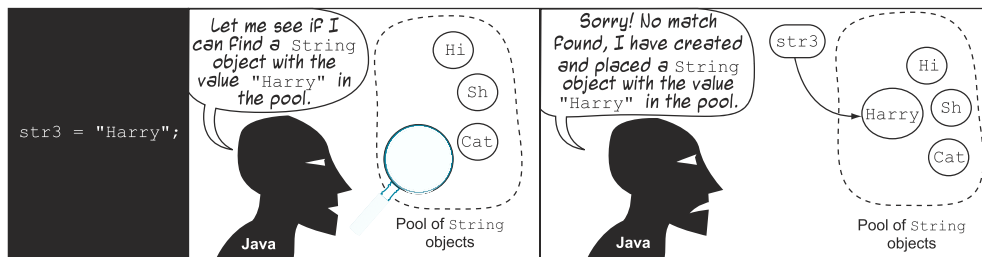 str3 = "Harry";
Let me see if I
can find a String
object with the
value "Harry" in
the pool.
Hi
Sh
Cat
Java
Pool of String
objects
Sorry! No match
found, I have created
and placed a String
object with the value
"Harry" in the pool.
str3
Hi
Harry
Sh
Cat
Java
Pool of String
objects